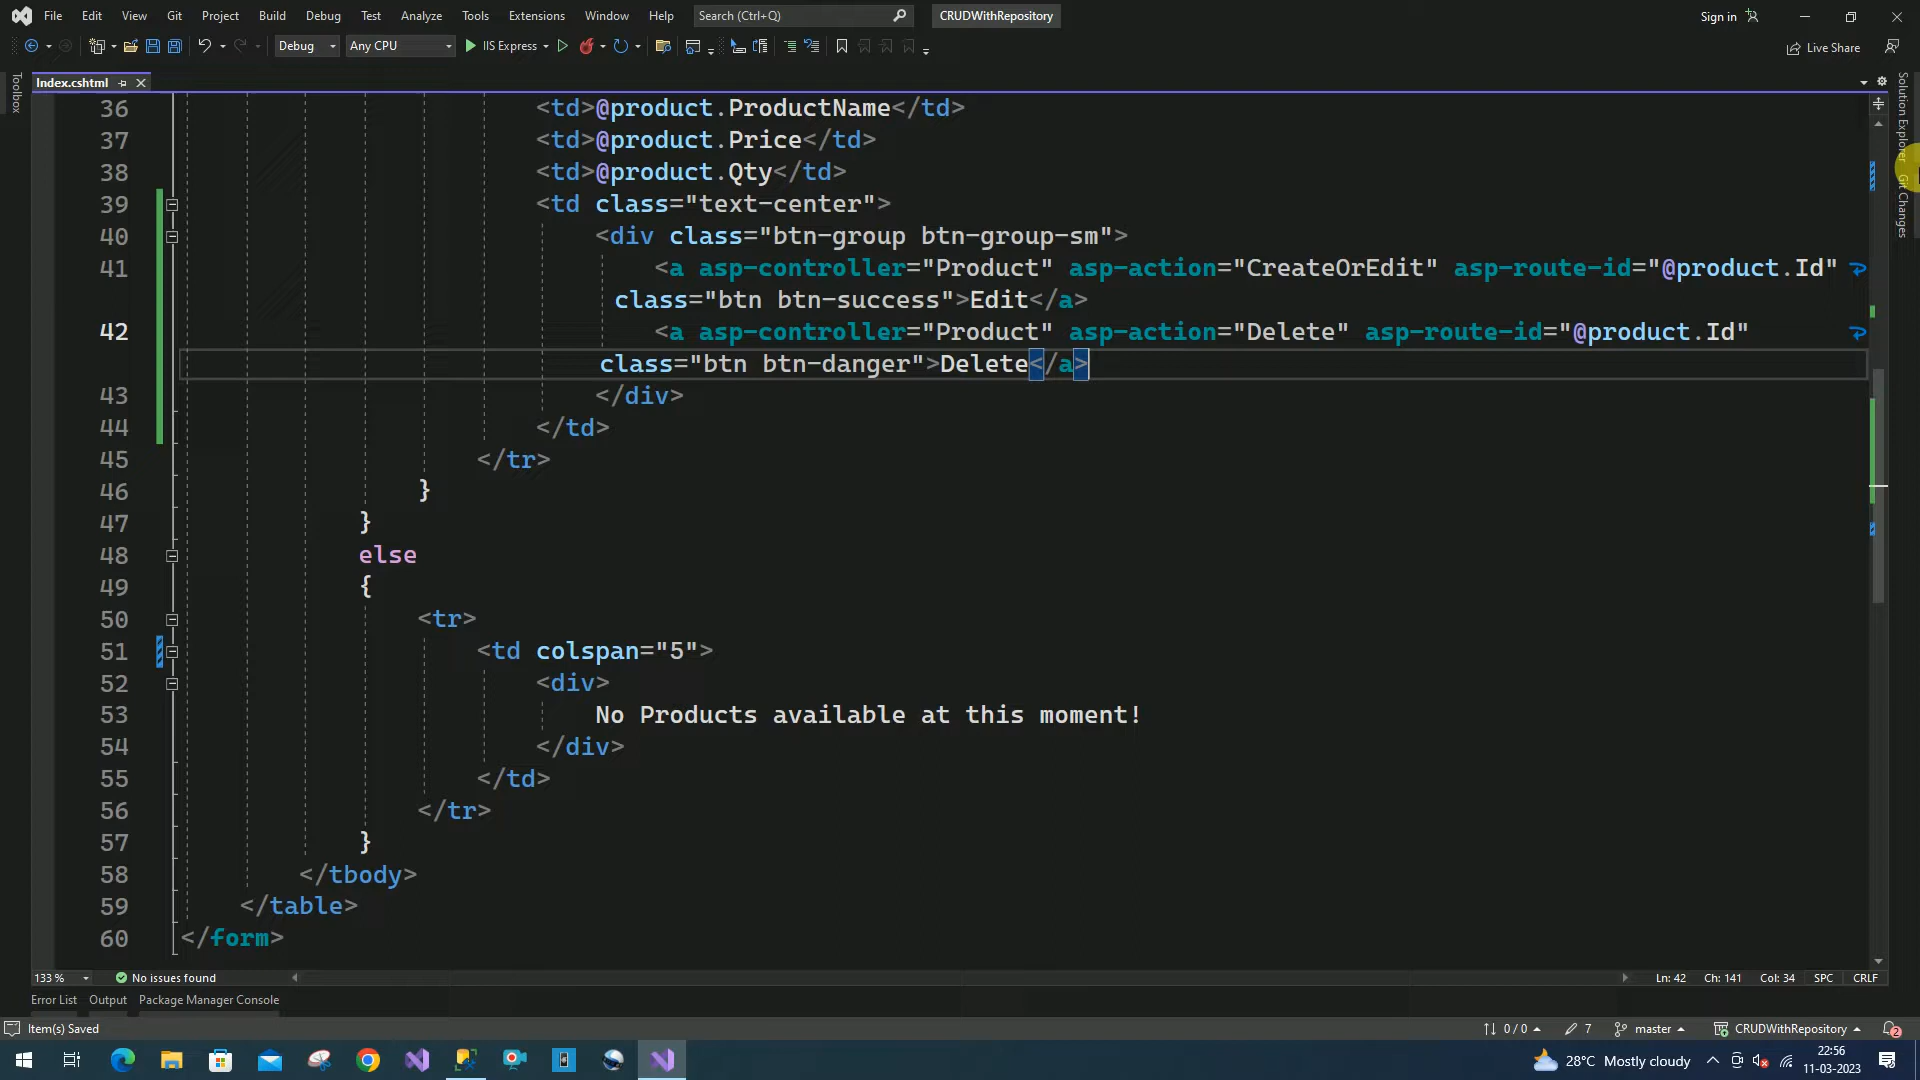 File Edit View Git Project Build Debug Test Analyze Tools Extensions Window Help Search (Ctrl+Q) CRUDWithRepository Sign in
Debug Any CPU IIS Express Live Share
Toolbox
Index.cshtml
Solution Explorer
Git Changes
36 <td>@product.ProductName</td>
37 <td>@product.Price</td>
38 <td>@product.Qty</td>
39 <td class="text-center">
40 <div class="btn-group btn-group-sm">
41 <a asp-controller="Product" asp-action="CreateOrEdit" asp-route-id="@product.Id"
class="btn btn-success">Edit</a>
42 <a asp-controller="Product" asp-action="Delete" asp-route-id="@product.Id"
class="btn btn-danger">Delete</a>
43 </div>
44 </td>
45 </tr>
46 }
47 }
48 else
49 {
50 <tr>
51 <td colspan="5">
52 <div>
53 No Products available at this moment!
54 </div>
55 </td>
56 </tr>
57 }
58 </tbody>
59 </table>
60 </form>
133 % No issues found Ln: 42 Ch: 141 Col: 34 SPC CRLF
Error List Output Package Manager Console
Item(s) Saved 0 / 0 7 master CRUDWithRepository 2
28°C Mostly cloudy 22:56
11-03-2023